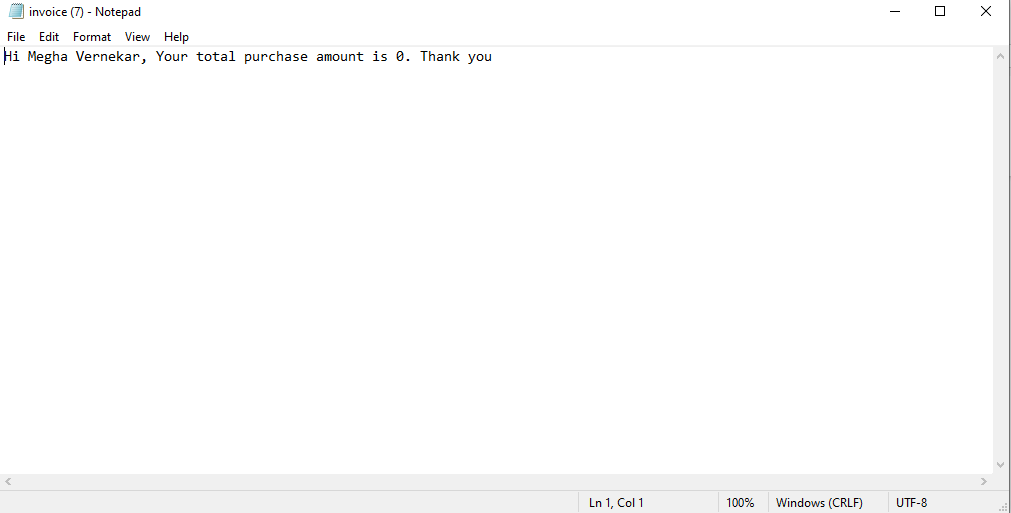 invoice (7) - Notepad
File Edit Format View Help
Hi Megha Vernekar, Your total purchase amount is 0. Thank you
Ln 1, Col 1 100% Windows (CRLF) UTF-8